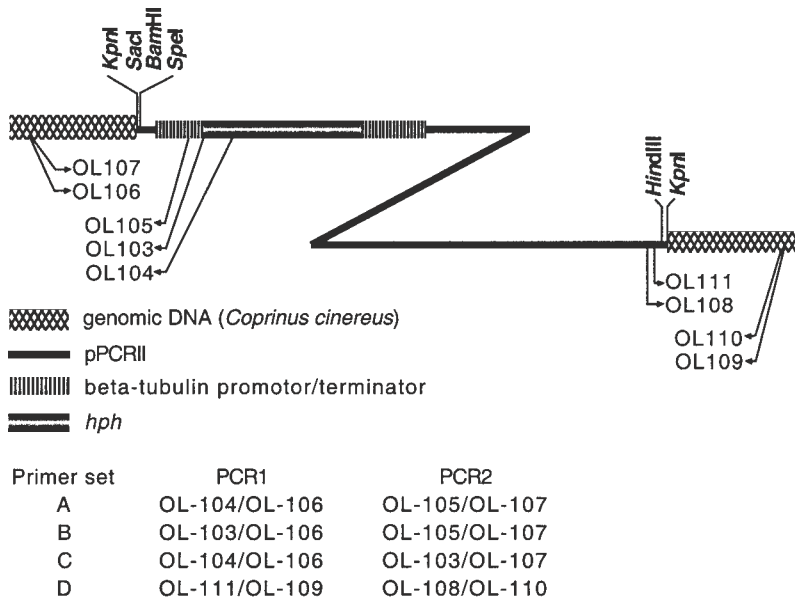 KpnI
SacI
BamHI
SpeI
OL107
OL106
OL105
OL103
OL104
HindIII
KpnI
OL111
OL108
OL110
OL109
genomic DNA (Coprinus cinereus)
pPCRII
beta-tubulin promotor/terminator
hph
Primer set PCR1 PCR2
A OL-104/OL-106 OL-105/OL-107
B OL-103/OL-106 OL-105/OL-107
C OL-104/OL-106 OL-103/OL-107
D OL-111/OL-109 OL-108/OL-110